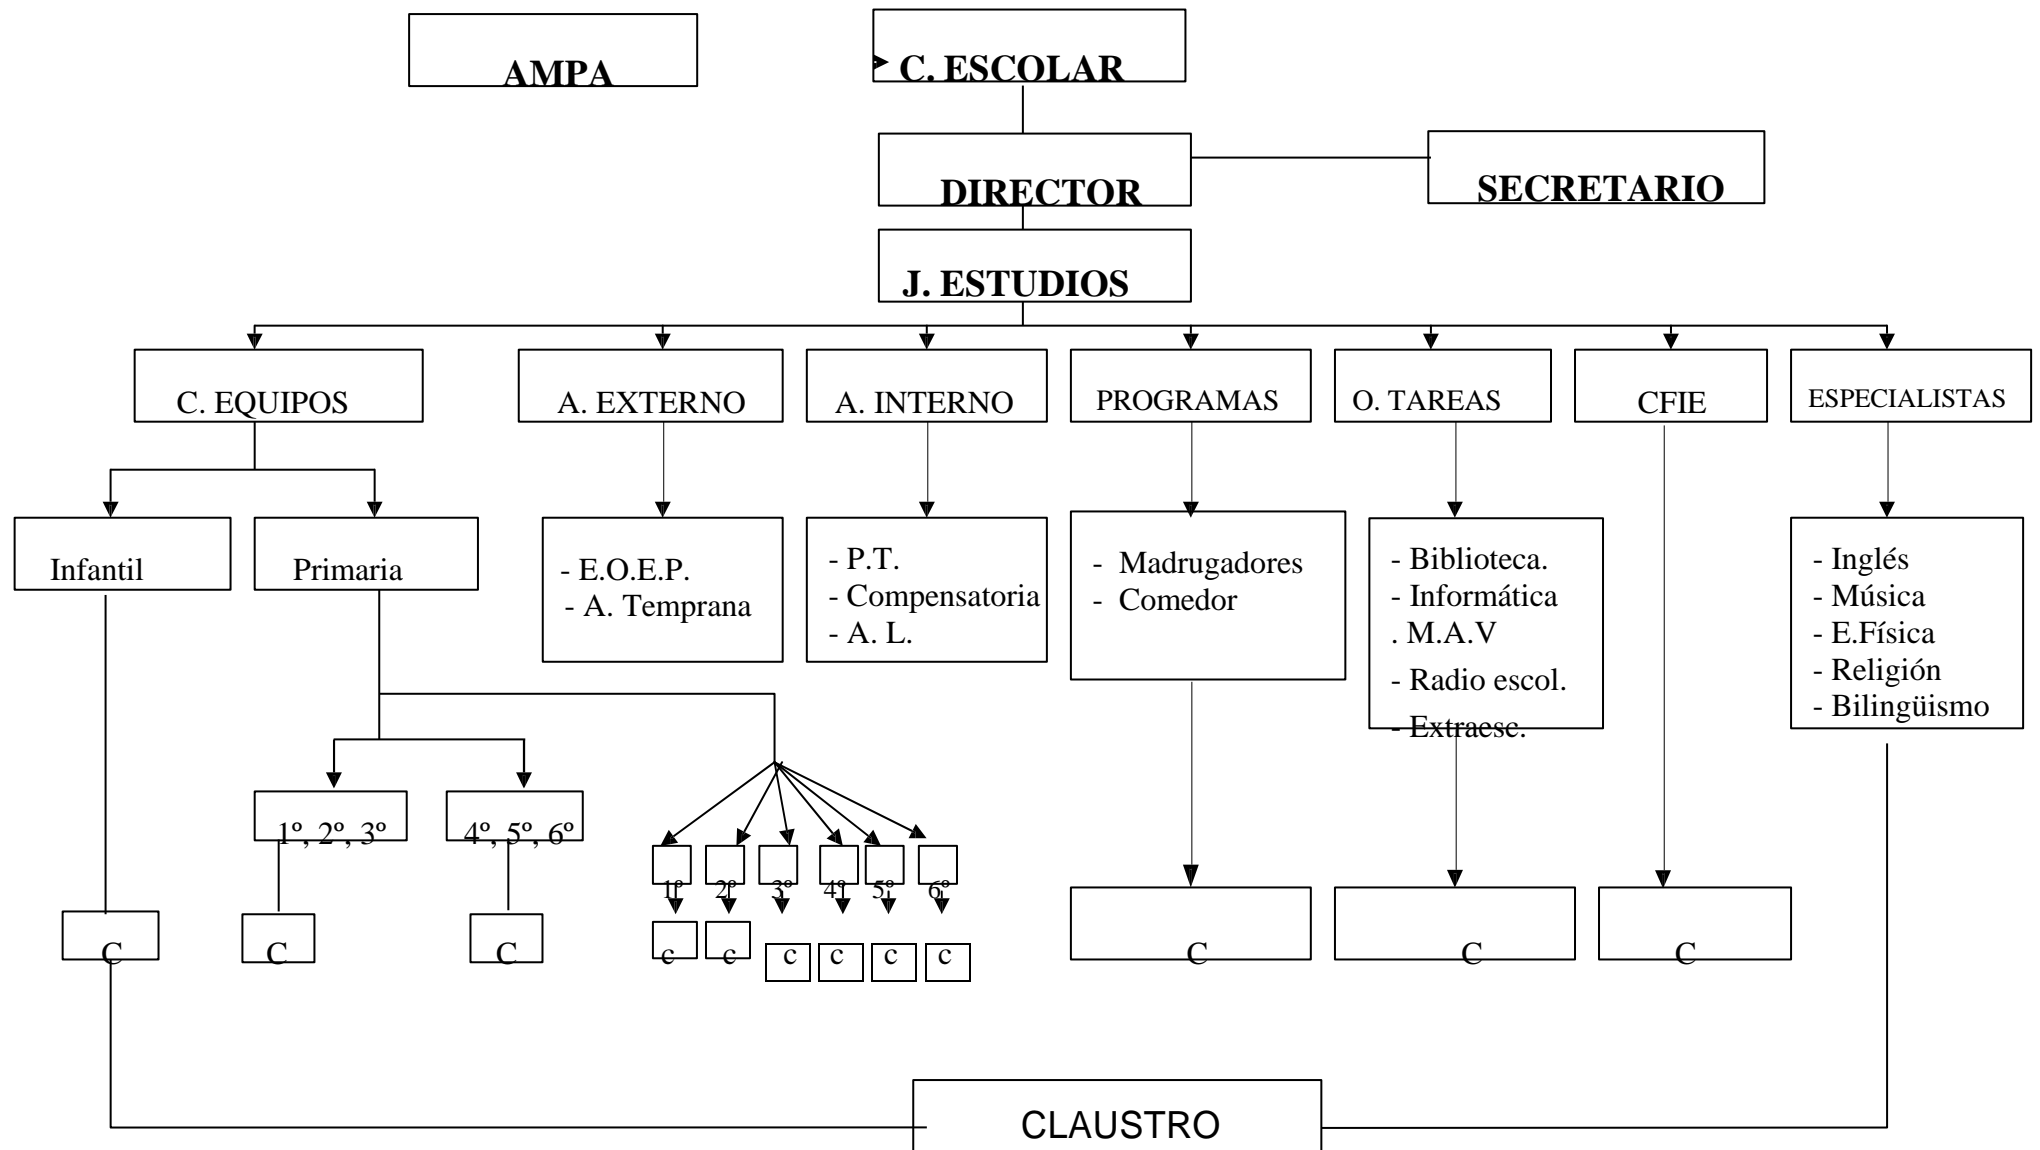 AMPA
C. ESCOLAR
DIRECTOR
SECRETARIO
J. ESTUDIOS
C. EQUIPOS
A. EXTERNO
A. INTERNO
PROGRAMAS
O. TAREAS
CFIE
ESPECIALISTAS
Infantil
Primaria
- E.O.E.P.
- A. Temprana
- P.T.
- Compensatoria
- A. L.
- Madrugadores
- Comedor
- Biblioteca.
- Informática
. M.A.V
- Radio escol.
- Extraesc.
- Inglés
- Música
- E.Física
- Religión
- Bilingüismo
1º, 2º, 3º
4º, 5º, 6º
1º
2º
3º
4º
5º
6º
C
C
C
c
c
c
c
c
c
C
C
C
CLAUSTRO